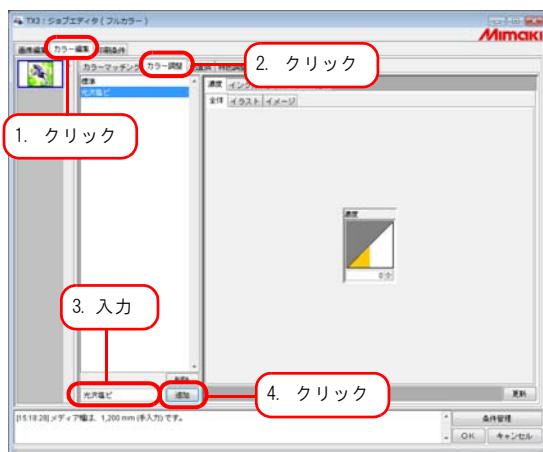 TX3 : ジョブエディタ ( フルカラー )
Mimaki
画像編集 カラー編集 印刷条件
カラーマッチング カラー調整
2. クリック
標準
光沢塩ビ
濃度
全体 イラスト イメージ
1. クリック
濃度
0
3. 入力
削除
光沢塩ビ 追加
4. クリック
更新
[15:18:28] メディア幅は、1,200 mm (手入力) です。
条件管理
OK キャンセル